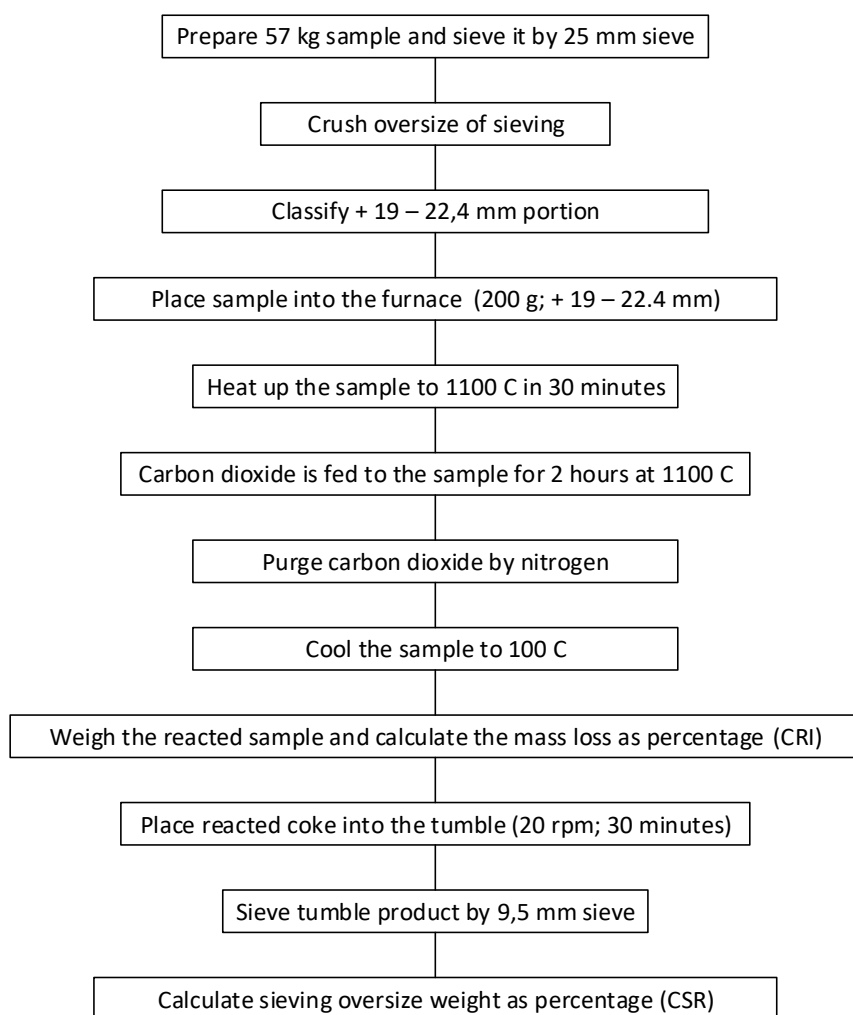 Prepare 57 kg sample and sieve it by 25 mm sieve
Crush oversize of sieving
Classify + 19 – 22,4 mm portion
Place sample into the furnace (200 g; + 19 – 22.4 mm)
Heat up the sample to 1100 C in 30 minutes
Carbon dioxide is fed to the sample for 2 hours at 1100 C
Purge carbon dioxide by nitrogen
Cool the sample to 100 C
Weigh the reacted sample and calculate the mass loss as percentage (CRI)
Place reacted coke into the tumble (20 rpm; 30 minutes)
Sieve tumble product by 9,5 mm sieve
Calculate sieving oversize weight as percentage (CSR)